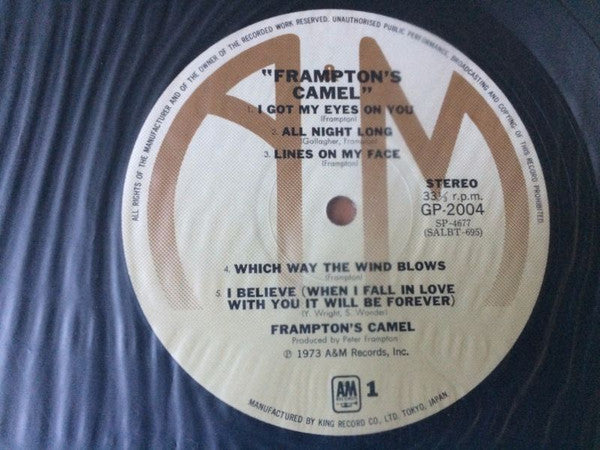 ALL RIGHTS OF THE MANUFACTURER AND OF THE OWNER OF THE RECORDED WORK RESERVED. UNAUTHORISED PUBLIC PERFORMANCE, BROADCASTING AND COPYING OF THIS RECORD PROHIBITED
"FRAMPTON'S
CAMEL"
1. I GOT MY EYES ON YOU
(Frampton)
2. ALL NIGHT LONG
(Gallagher, Frampton)
3. LINES ON MY FACE
(Frampton)
STEREO
33⅓ r.p.m.
GP-2004
SP-4677
(SALBT-695)
4. WHICH WAY THE WIND BLOWS
(Frampton)
5. I BELIEVE (WHEN I FALL IN LOVE
WITH YOU IT WILL BE FOREVER)
(Y. Wright, S. Wonder)
FRAMPTON'S CAMEL
Produced by Peter Frampton
℗ 1973 A&M Records, Inc.
AM
RECORDS
1
MANUFACTURED BY KING RECORD CO, LTD. TOKYO, JAPAN.